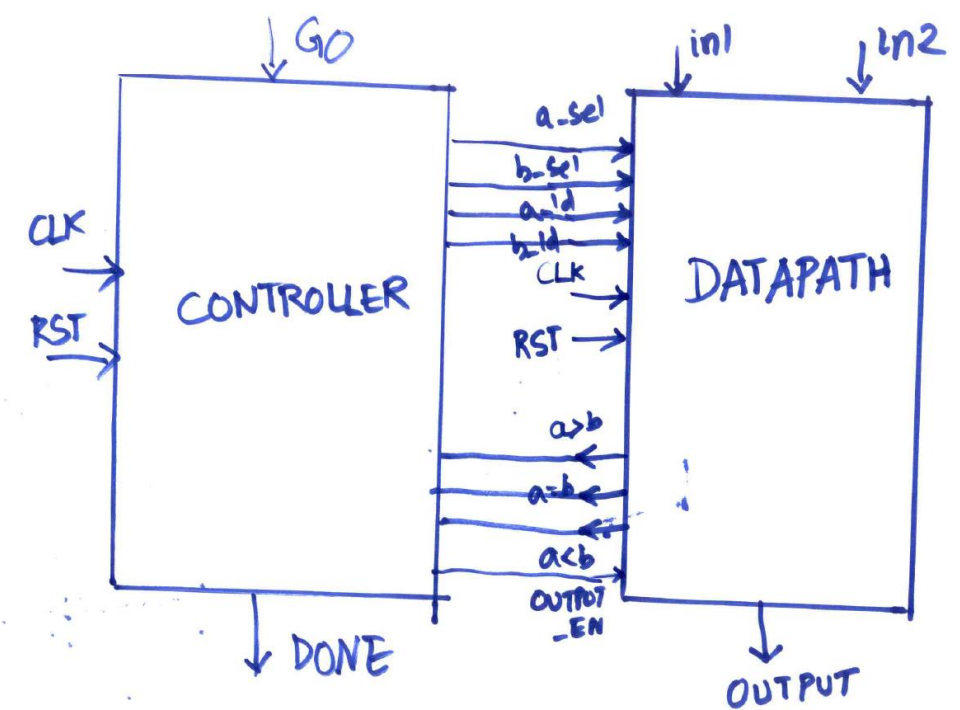 GO
in1
in2
a_sel
b_sel
a_ld
b_ld
CLK
CLK
CONTROLLER
DATAPATH
RST
RST
a>b
a=b
a<b
OUTPUT
_EN
DONE
OUTPUT